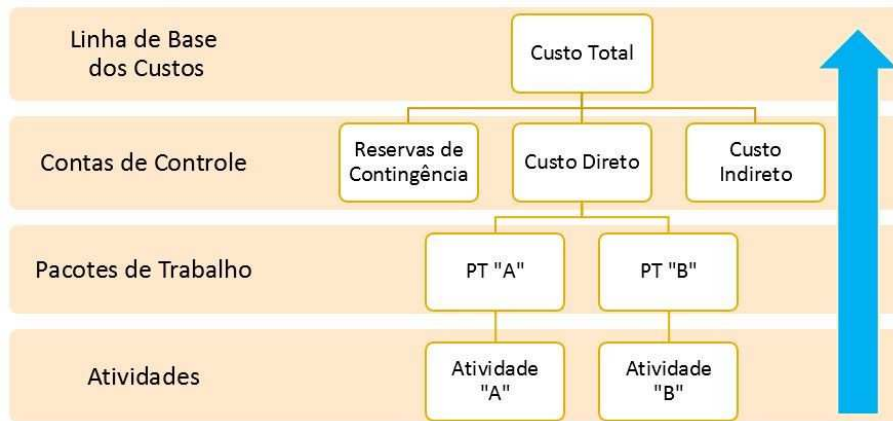 Linha de Base
dos Custos
Custo Total
Contas de Controle
Reservas de
Contingência
Custo Direto
Custo
Indireto
Pacotes de Trabalho
PT "A"
PT "B"
Atividades
Atividade
"A"
Atividade
"B"